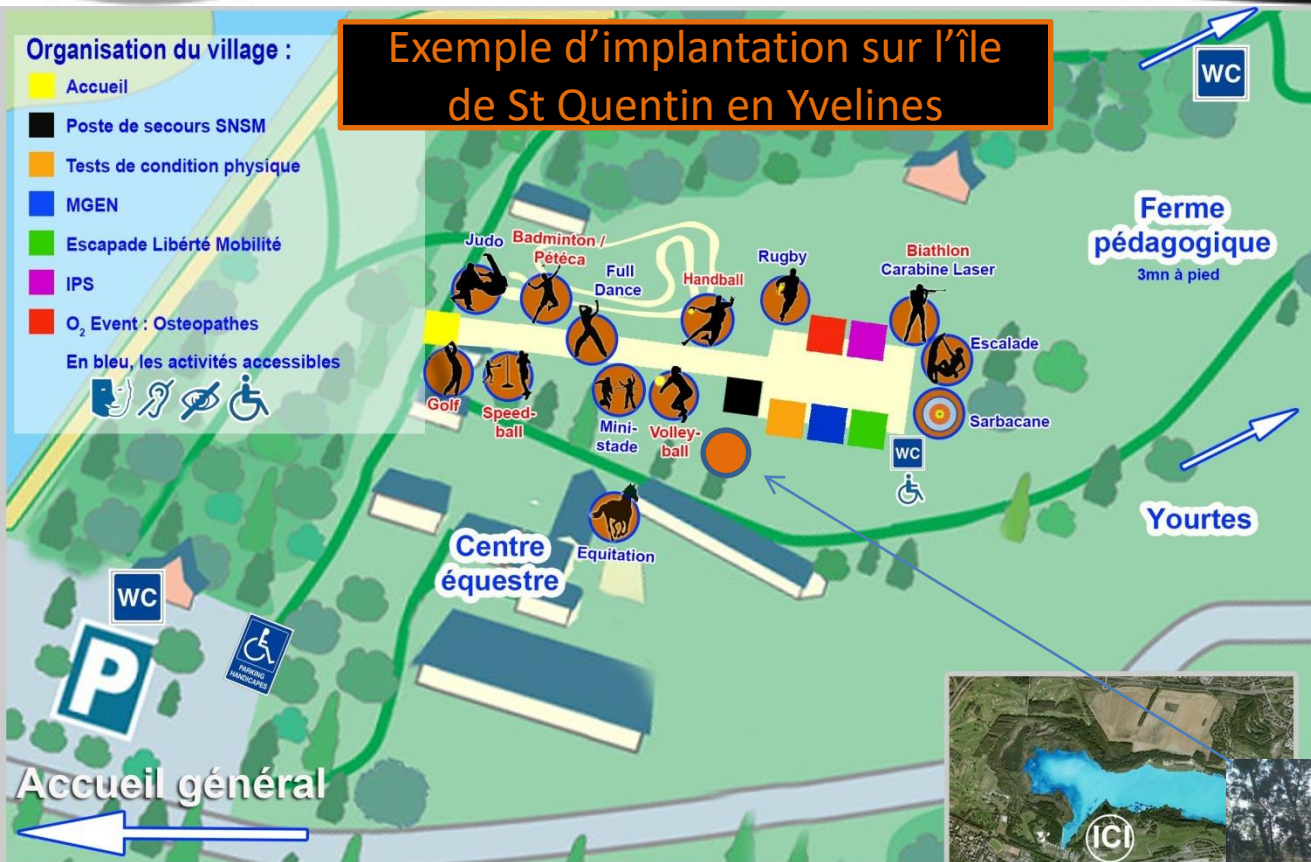 Exemple d’implantation sur l’île
de St Quentin en Yvelines
Organisation du village :
Accueil
Poste de secours SNSM
Tests de condition physique
MGEN
Escapade Libérté Mobilité
IPS
O₂ Event : Osteopathes
En bleu, les activités accessibles
WC
Ferme
pédagogique
3mn à pied
Judo
Badminton /
Pétéca
Full
Dance
Handball
Rugby
Biathlon
Carabine Laser
Escalade
Golf
Speed-
ball
Mini-
stade
Volley-
ball
Sarbacane
WC
Yourtes
Centre
équestre
Equitation
WC
P
PARKING
HANDICAPES
Accueil général
ICI